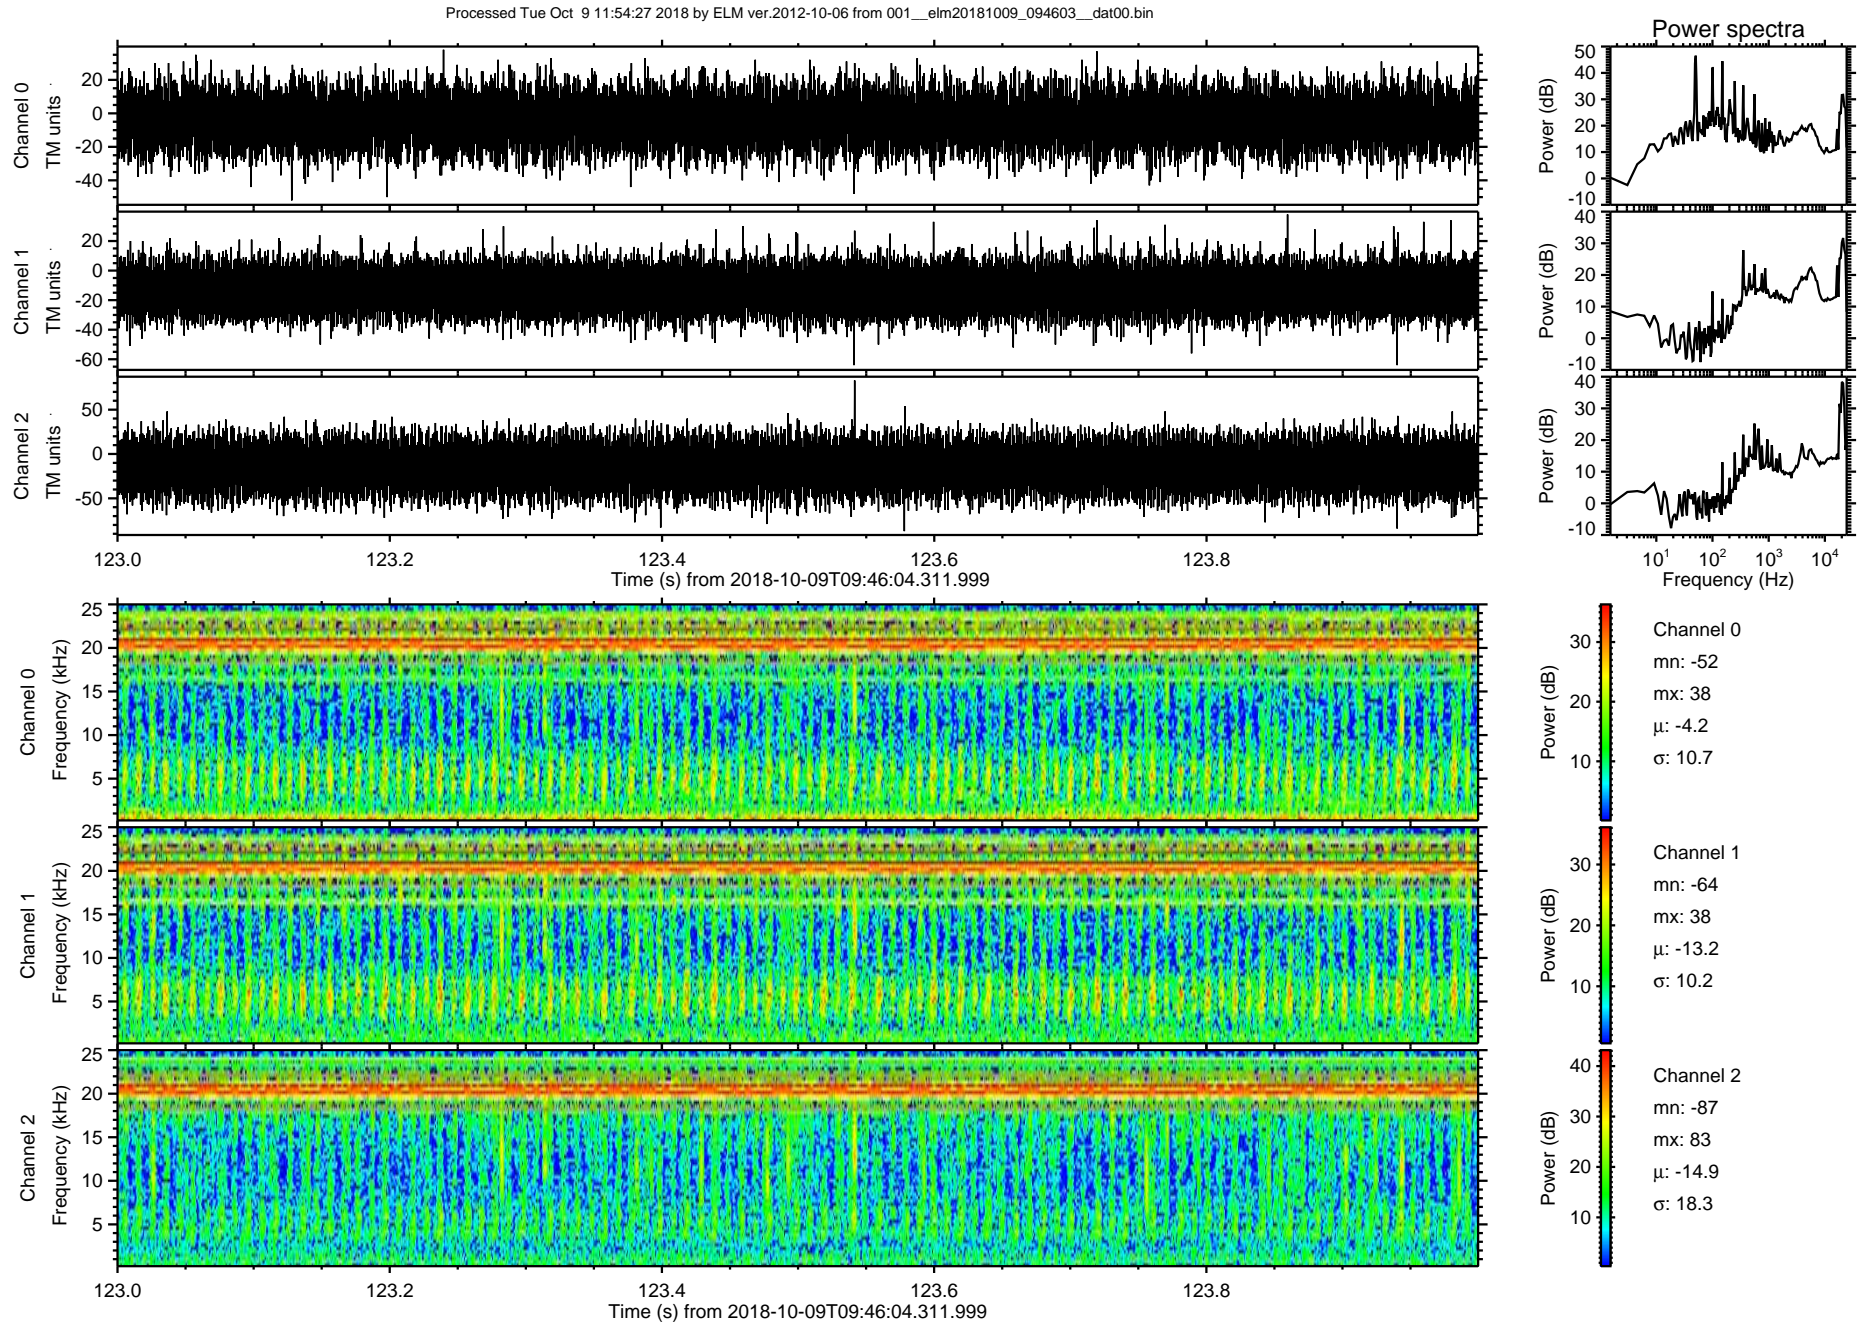 Processed Tue Oct  9 11:54:27 2018 by ELM ver.2012-10-06 from 001__elm20181009_094603__dat00.bin
Power spectra
Channel 0
TM units
20
0
-20
-40
Power (dB)
50
40
30
20
10
0
-10
Channel 1
TM units
20
0
-20
-40
-60
Power (dB)
40
30
20
10
0
-10
Channel 2
TM units
50
0
-50
Power (dB)
40
30
20
10
0
-10
123.0 123.2 123.4 123.6 123.8
Time (s) from 2018-10-09T09:46:04.311.999
10¹ 10² 10³ 10⁴
Frequency (Hz)
Channel 0
Frequency (kHz)
25
20
15
10
5
Power (dB)
30
20
10
Channel 0
mn: -52
mx: 38
µ: -4.2
σ: 10.7
Channel 1
Frequency (kHz)
25
20
15
10
5
Power (dB)
30
20
10
Channel 1
mn: -64
mx: 38
µ: -13.2
σ: 10.2
Channel 2
Frequency (kHz)
25
20
15
10
5
Power (dB)
40
30
20
10
Channel 2
mn: -87
mx: 83
µ: -14.9
σ: 18.3
123.0 123.2 123.4 123.6 123.8
Time (s) from 2018-10-09T09:46:04.311.999